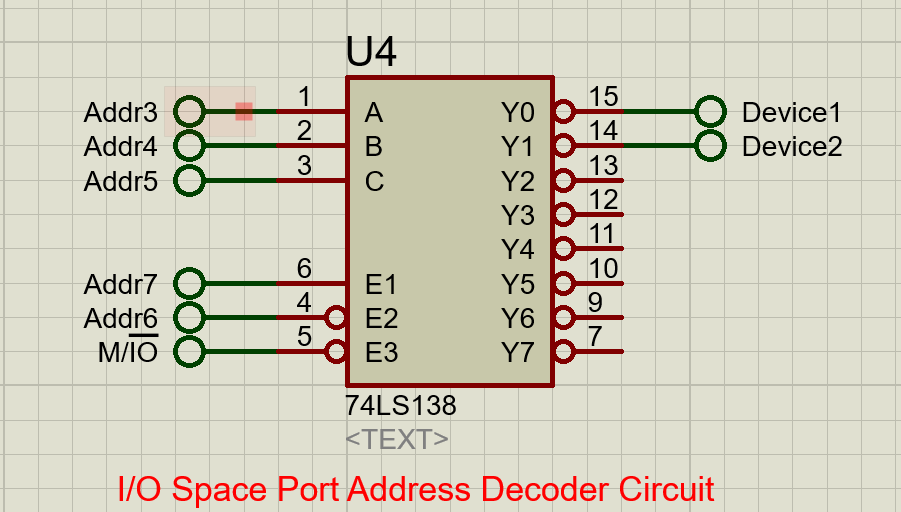 U4
Addr3 1 A Y0 15 Device1
Addr4 2 B Y1 14 Device2
Addr5 3 C Y2 13
Y3 12
Y4 11
Addr7 6 E1 Y5 10
Addr6 4 E2 Y6 9
M/I̅O̅ 5 E3 Y7 7
74LS138
<TEXT>
I/O Space Port Address Decoder Circuit